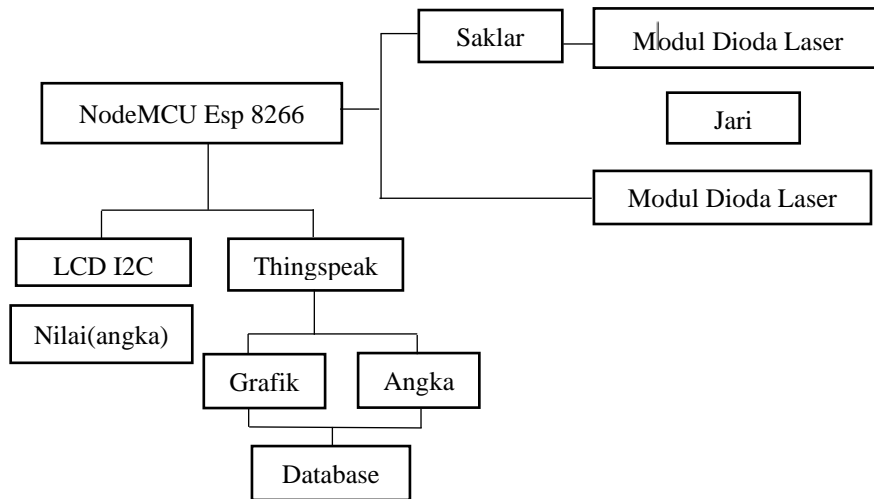 Saklar
Modul Dioda Laser
NodeMCU Esp 8266
Jari
Modul Dioda Laser
LCD I2C
Thingspeak
Nilai(angka)
Grafik
Angka
Database